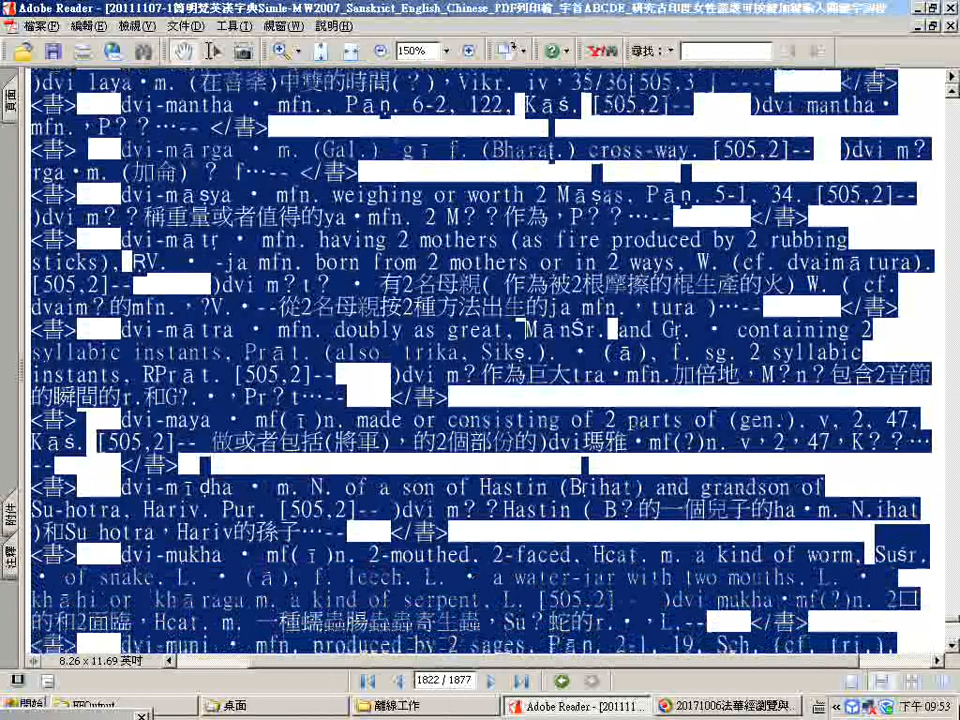 Adobe Reader - [20111107-1簡明梵英漢字典Simle-MW2007_Sanskrict_English_Chinese_PDF列印檔_字首ABCDE_研究古印度女性
檔案(F) 編輯(E) 檢視(V) 文件(D) 工具(T) 視窗(W) 說明(H)
150% 尋找：
)dvi laya‧m. (在音樂)中雙的時間(？)，Vikr. iv，35/36[505,3 ] ---- </書>
<書> dvi-mantha ‧ mfn., Pāṇ. 6-2, 122, Kāś. [505,2]-- )dvi mantha‧
mfn.，P？？…-- </書>
<書> dvi-mārga ‧ m. (Gal.) gī f. (Bharaṭ.) cross-way. [505,2]-- )dvi m？
rga‧m. (加侖) ？ f…-- </書>
<書> dvi-māṣya ‧ mfn. weighing or worth 2 Māṣas, Pāṇ. 5-1, 34. [505,2]--
)dvi m？？稱重量或者值得的ya‧mfn. 2 M？？作為，P？？…-- </書>
<書> dvi-mātṛ ‧ mfn. having 2 mothers (as fire produced by 2 rubbing
sticks), RV. ‧ -ja mfn. born from 2 mothers or in 2 ways, W. (cf. dvaimātura).
[505,2]-- )dvi m？t？ ‧ 有2名母親( 作為被2根摩擦的棍生產的火) W. ( cf.
dvaim？的mfn.，?V. ‧ --從2名母親按2種方法出生的ja mfn.，tura )… </書>
<書> dvi-mātra ‧ mfn. doubly as great, MānŚr. and Gṛ. ‧ containing 2
syllabic instants, Prāt. (also -trika, Śikṣ.). ‧ (ā), f. sg. 2 syllabic
instants, RPrāt. [505,2]-- )dvi m？作為巨大tra‧mfn.加倍地，M？n？包含2音節
的瞬間的r.和G?.‧，Pr？t…-- </書>
<書> dvi-maya ‧ mf(ī)n. made or consisting of 2 parts of (gen.). v, 2, 47,
Kāś. [505,2]-- 做或者包括(將軍)，的2個部份的)dvi瑪雅‧mf(?)n. v，2，47，K？？…
-- </書>
<書> dvi-mīḍha ‧ m. N. of a son of Hastin (Bṛihat) and grandson of
Su-hotra, Hariv. Pur. [505,2]-- )dvi m？Hastin ( B？的一個兒子的ha‧m. N.ihat
)和Su hotra，Hariv的孫子…-- </書>
<書> dvi-mukha ‧ mf(ī)n. 2-mouthed, 2-faced, Hcat. m. a kind of worm, Suśr.
‧ of snake, L. ‧ (ā), f. leech, L. ‧ a water-jar with two mouths, L. ‧
khāhi or -khāraga m. a kind of serpent, L. [505,2]-- )dvi mukha‧mf(?)n. 2口
的和2面臨，Hcat. m. 一種蠕蟲腸蟲蟲寄生蟲，Su？蛇的r.‧，L.-- </書>
<書> dvi-muni ‧ mfn. produced by 2 sages, Pāṇ. 2-1, 19, Sch. (cf. tri.),
頁面
附件
注釋
8.26 x 11.69 英吋
1822 / 1877
開始 FFOutput 桌面 離線工作 Adobe Reader - [201111... 20171006法華經瀏覽與... 下午 09:53